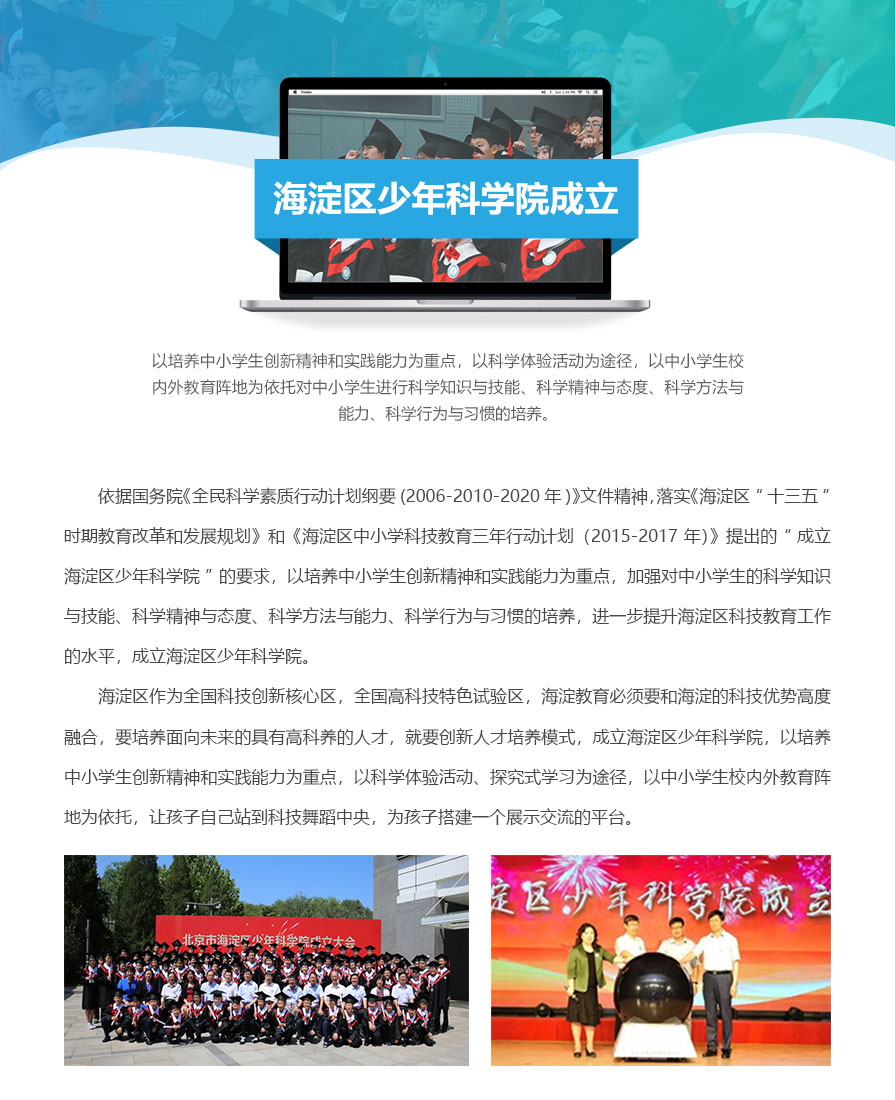 海淀区少年科学院成立
以培养中小学生创新精神和实践能力为重点，以科学体验活动为途径，以中小学生校
内外教育阵地为依托对中小学生进行科学知识与技能、科学精神与态度、科学方法与
能力、科学行为与习惯的培养。
依据国务院《全民科学素质行动计划纲要 (2006-2010-2020 年 )》文件精神，落实《海淀区 “ 十三五 ”
时期教育改革和发展规划》和《海淀区中小学科技教育三年行动计划（2015-2017 年）》提出的 “ 成立
海淀区少年科学院 ” 的要求，以培养中小学生创新精神和实践能力为重点，加强对中小学生的科学知识
与技能、科学精神与态度、科学方法与能力、科学行为与习惯的培养，进一步提升海淀区科技教育工作
的水平，成立海淀区少年科学院。
海淀区作为全国科技创新核心区，全国高科技特色试验区，海淀教育必须要和海淀的科技优势高度
融合，要培养面向未来的具有高科养的人才，就要创新人才培养模式，成立海淀区少年科学院，以培养
中小学生创新精神和实践能力为重点，以科学体验活动、探究式学习为途径，以中小学生校内外教育阵
地为依托，让孩子自己站到科技舞蹈中央，为孩子搭建一个展示交流的平台。
北京市海淀区少年科学院成立大会
淀区少年科学院成立